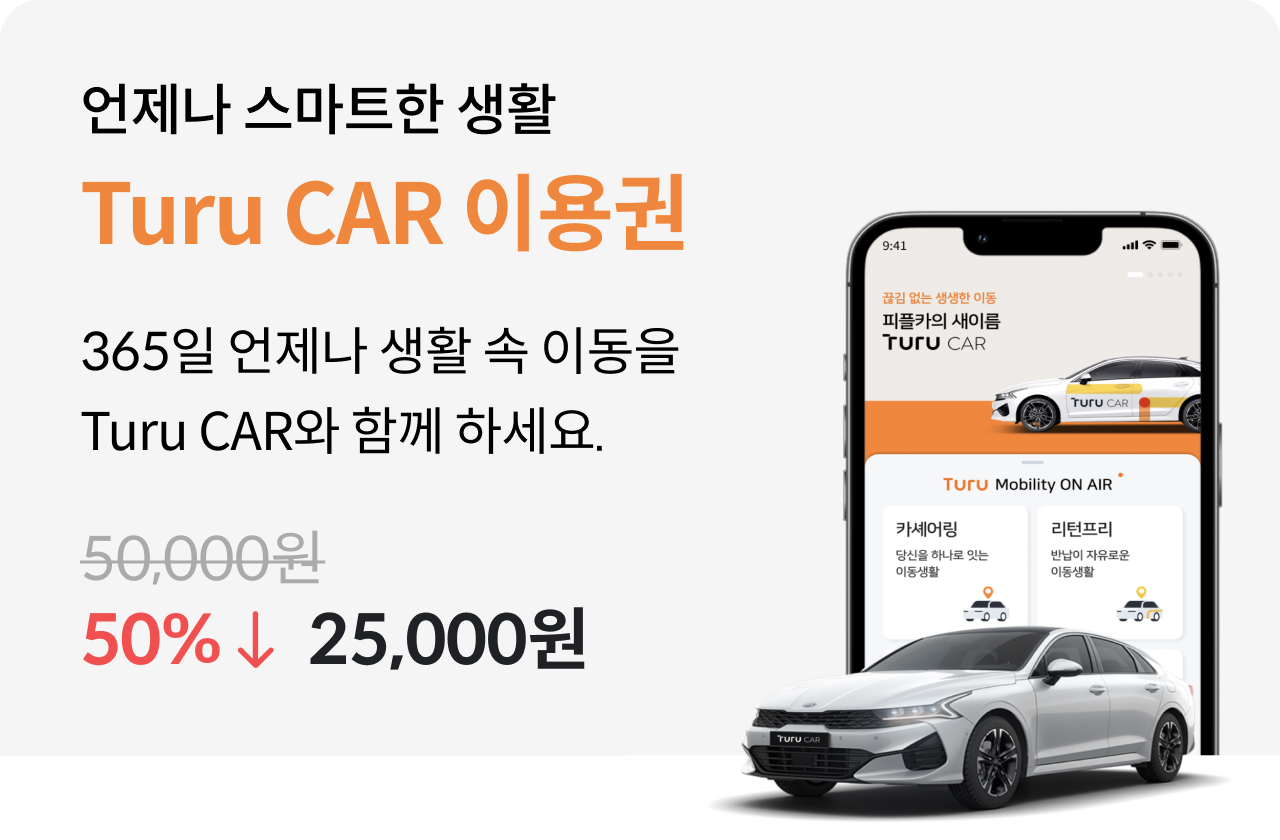 언제나 스마트한 생활
Turu CAR 이용권
365일 언제나 생활 속 이동을
Turu CAR와 함께 하세요.
50,000원
50%↓ 25,000원
9:41
끊김 없는 생생한 이동
피플카의 새이름
Turu CAR
Turu CAR
Turu Mobility ON AIR
카셰어링
당신을 하나로 잇는
이동생활
리턴프리
반납이 자유로운
이동생활
Turu CAR